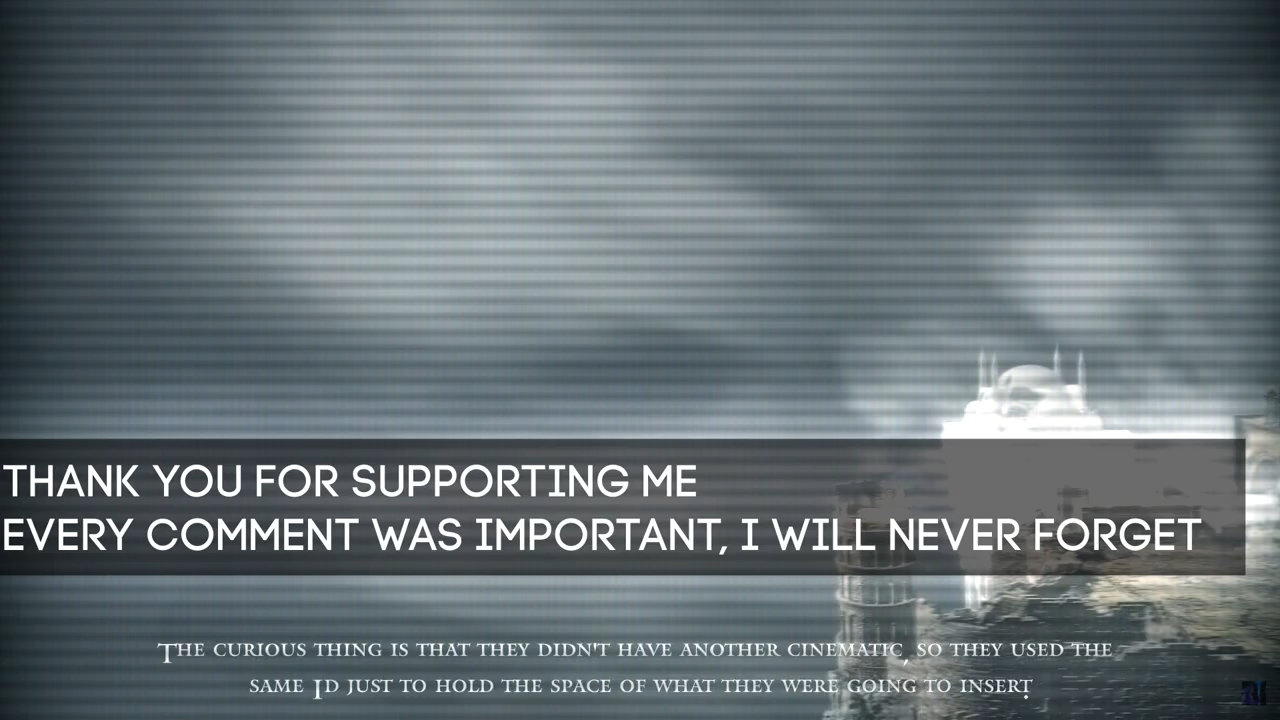 THANK YOU FOR SUPPORTING ME
EVERY COMMENT WAS IMPORTANT, I WILL NEVER FORGET
THE CURIOUS THING IS THAT THEY DIDN'T HAVE ANOTHER CINEMATIC, SO THEY USED THE
SAME ID JUST TO HOLD THE SPACE OF WHAT THEY WERE GOING TO INSERT.